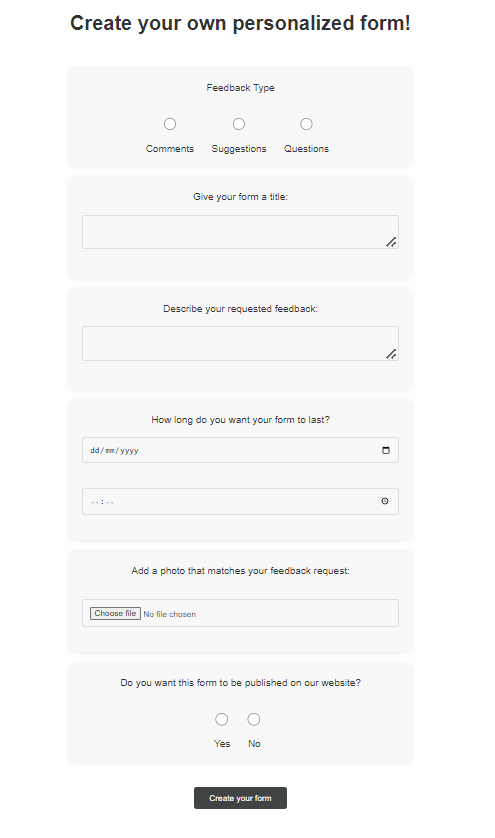 Create your own personalized form!
Feedback Type
Comments Suggestions Questions
Give your form a title:
Describe your requested feedback:
How long do you want your form to last?
dd/mm/yyyy
--:--
Add a photo that matches your feedback request:
Choose file No file chosen
Do you want this form to be published on our website?
Yes No
Create your form